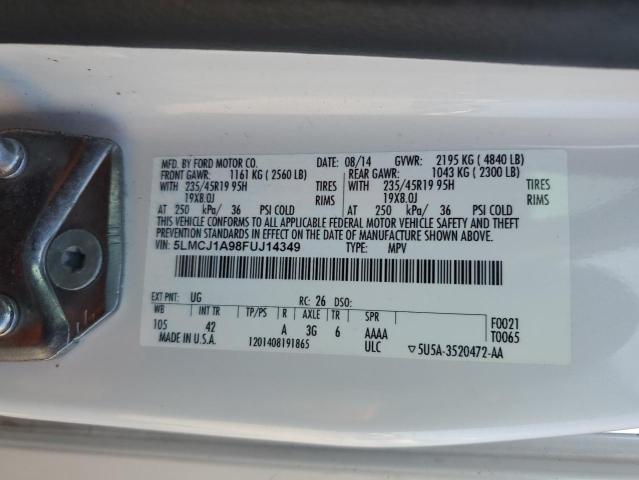 MFD. BY FORD MOTOR CO. DATE: 08/14 GVWR: 2195 KG ( 4840 LB)
FRONT GAWR: 1161 KG ( 2560 LB) REAR GAWR: 1043 KG ( 2300 LB)
WITH 235/45R19 95H TIRES WITH 235/45R19 95H TIRES
19X8.0J RIMS 19X8.0J RIMS
AT 250 kPa/ 36 PSI COLD AT 250 kPa/ 36 PSI COLD
THIS VEHICLE CONFORMS TO ALL APPLICABLE FEDERAL MOTOR VEHICLE SAFETY AND THEFT
PREVENTION STANDARDS IN EFFECT ON THE DATE OF MANUFACTURE SHOWN ABOVE.
VIN: 5LMCJ1A98FUJ14349 TYPE: MPV
EXT PNT: UG RC: 26 DSO:
WB INT TR TP/PS R AXLE TR SPR F0021
105 42 A 3G 6 AAAA T0065
MADE IN U.S.A. 1201408191865 ULC ▽5U5A-3520472-AA